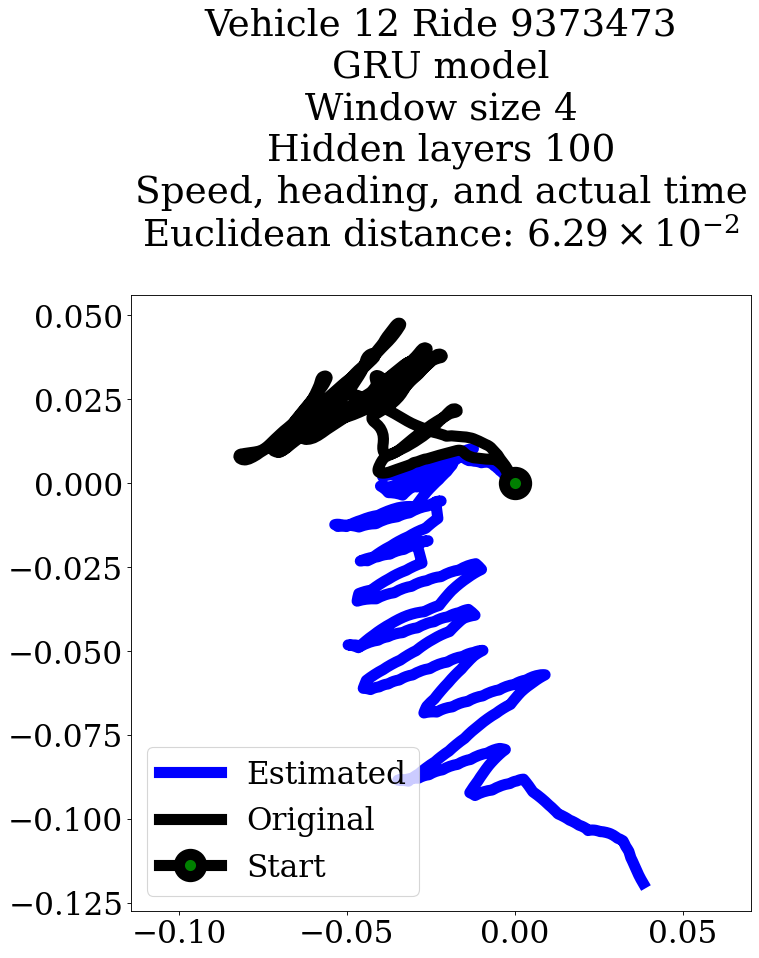 Vehicle 12 Ride 9373473
GRU model
Window size 4
Hidden layers 100
Speed, heading, and actual time
Euclidean distance: 6.29 × 10⁻²
0.050
0.025
0.000
−0.025
−0.050
−0.075
−0.100
−0.125
Estimated
Original
Start
−0.10
−0.05
0.00
0.05